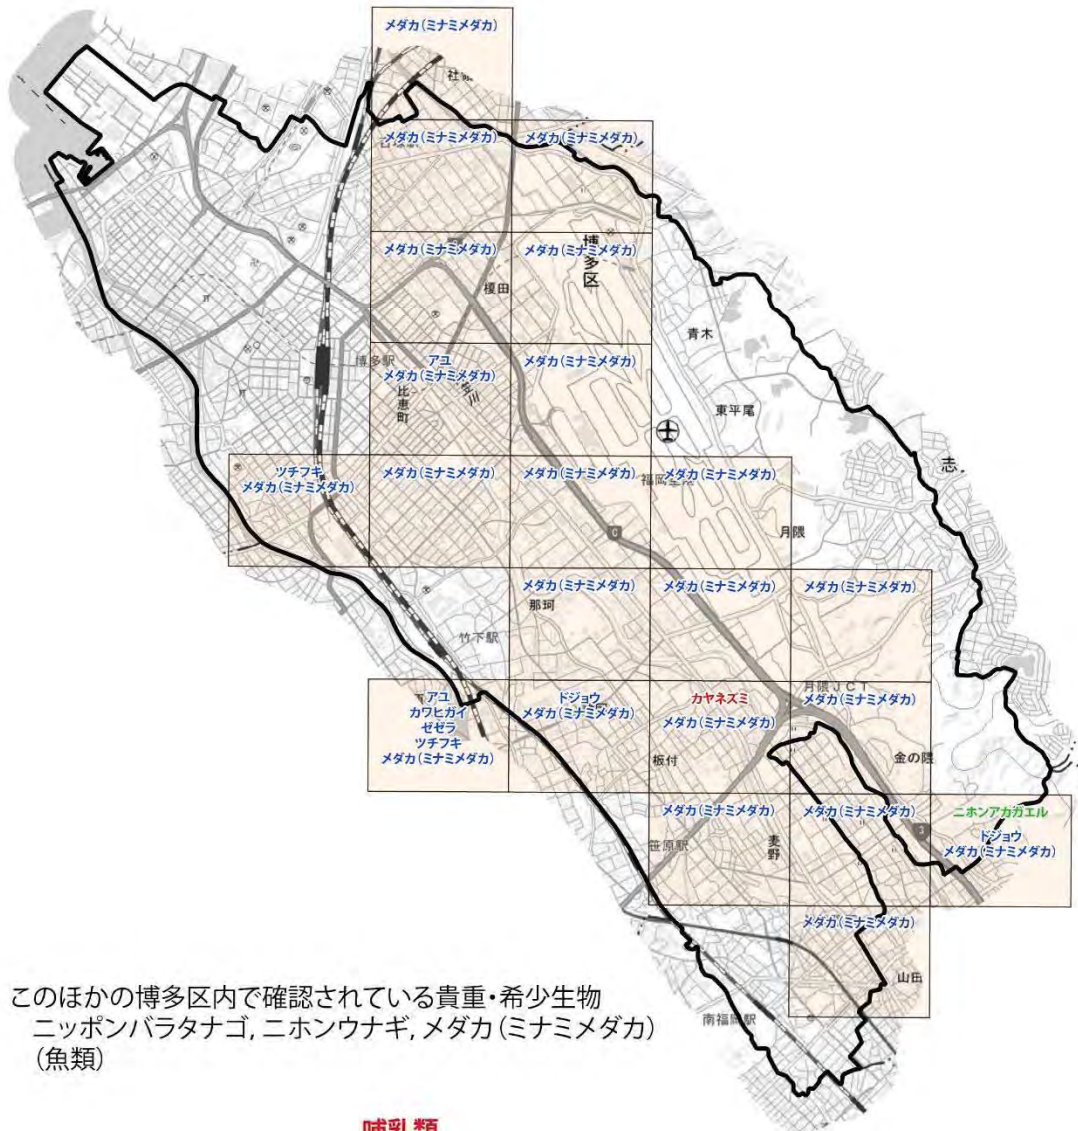 メダカ(ミナミメダカ)
メダカ(ミナミメダカ)
メダカ(ミナミメダカ)
メダカ(ミナミメダカ)
メダカ(ミナミメダカ)
博多区
榎田
青木
博多駅
アユ
メダカ(ミナミメダカ)
メダカ(ミナミメダカ)
比恵町
東平尾
志
ツチフキ
メダカ(ミナミメダカ)
メダカ(ミナミメダカ)
メダカ(ミナミメダカ)
メダカ(ミナミメダカ)
月隈
メダカ(ミナミメダカ)
メダカ(ミナミメダカ)
メダカ(ミナミメダカ)
那珂
竹下駅
月隈JCT
アユ
カワヒガイ
ゼゼラ
ツチフキ
メダカ(ミナミメダカ)
ドジョウ
メダカ(ミナミメダカ)
カヤネズミ
メダカ(ミナミメダカ)
メダカ(ミナミメダカ)
板付
金の隈
メダカ(ミナミメダカ)
メダカ(ミナミメダカ)
ニホンアカガエル
ドジョウ
メダカ(ミナミメダカ)
笹原駅
麦野
3
メダカ(ミナミメダカ)
山田
南福岡駅
このほかの博多区内で確認されている貴重・希少生物
ニッポンバラタナゴ, ニホンウナギ, メダカ(ミナミメダカ)
(魚類)
哺乳類